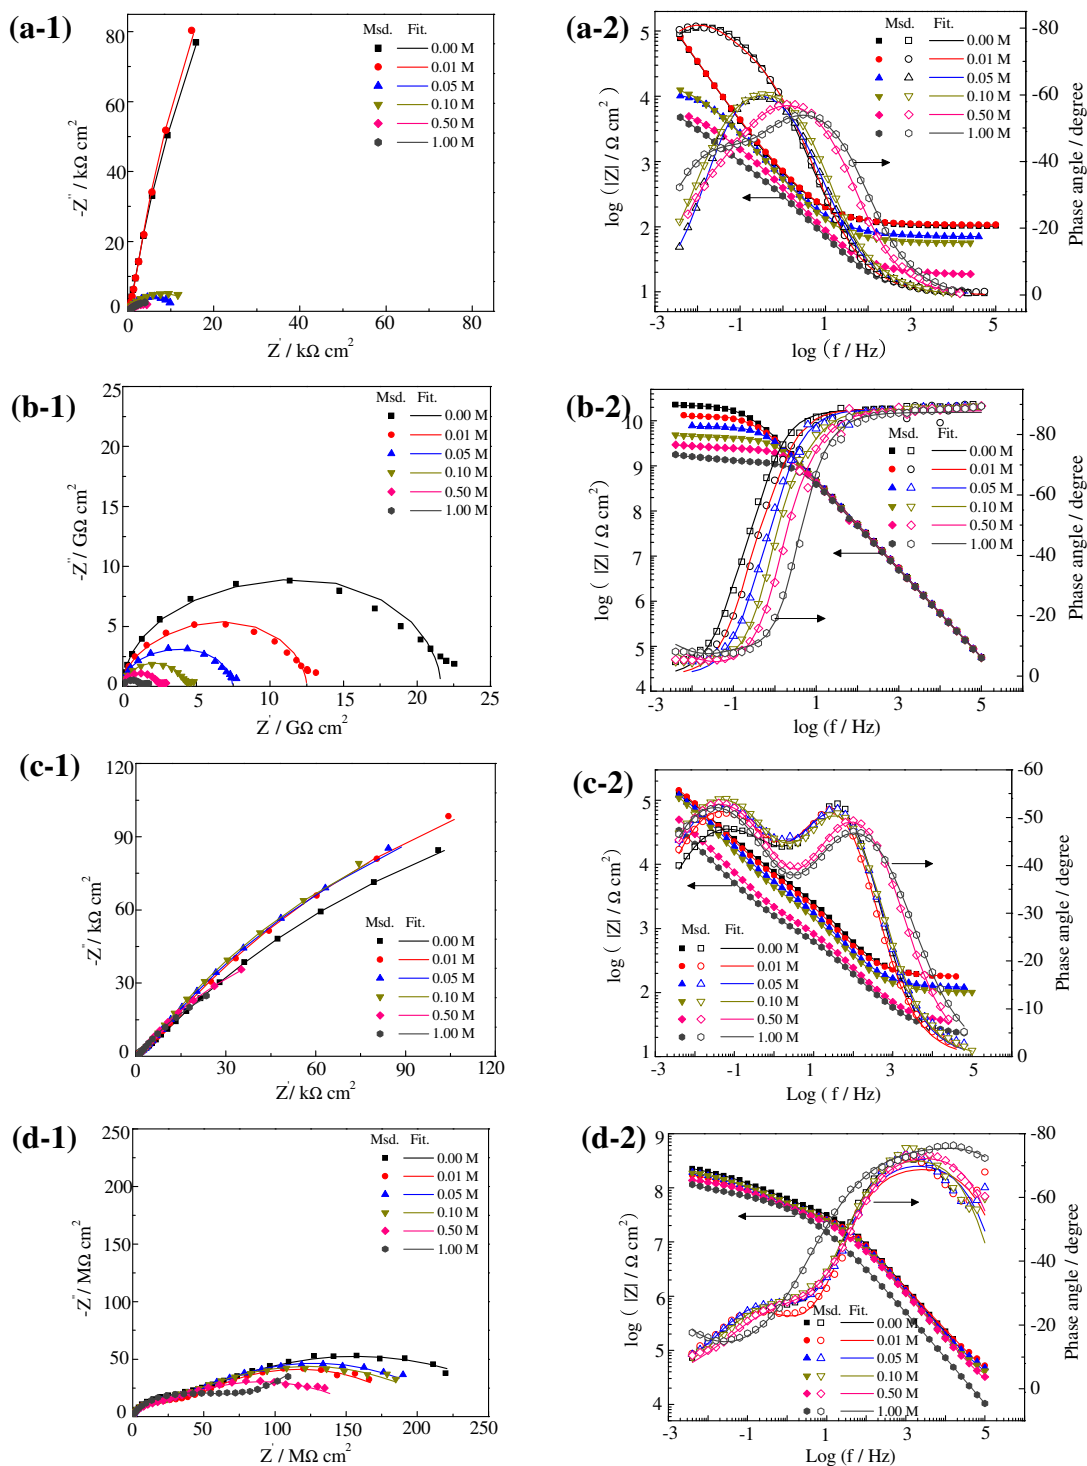 (a-1)
80
60
40
20
0
0 20 40 60 80
-Z'' / kΩ cm²
Z' / kΩ cm²
Msd. Fit.
0.00 M
0.01 M
0.05 M
0.10 M
0.50 M
1.00 M
(a-2)
5
4
3
2
1
-3 -1 1 3 5
log (|Z| / Ω cm²)
log (f / Hz)
-80
-60
-40
-20
0
Phase angle / degree
Msd. Fit.
0.00 M
0.01 M
0.05 M
0.10 M
0.50 M
1.00 M
(b-1)
25
20
15
10
5
0
0 5 10 15 20 25
-Z'' / GΩ cm²
Z' / GΩ cm²
Msd. Fit.
0.00 M
0.01 M
0.05 M
0.10 M
0.50 M
1.00 M
(b-2)
10
9
8
7
6
5
4
-3 -1 1 3 5
log ( |Z| / Ω cm²)
log (f / Hz)
-80
-60
-40
-20
0
Phase angle / degree
Msd. Fit.
0.00 M
0.01 M
0.05 M
0.10 M
0.50 M
1.00 M
(c-1)
120
90
60
30
0
0 30 60 90 120
-Z'' / kΩ cm²
Z' / kΩ cm²
Msd. Fit.
0.00 M
0.01 M
0.05 M
0.10 M
0.50 M
1.00 M
(c-2)
5
4
3
2
1
-3 -1 1 3 5
log ( |Z| / Ω cm²)
Log (f / Hz)
-60
-50
-40
-30
-20
-10
0
Phase angle / degree
Msd. Fit.
0.00 M
0.01 M
0.05 M
0.10 M
0.50 M
1.00 M
(d-1)
250
200
150
100
50
0
0 50 100 150 200 250
-Z'' / MΩ cm²
Z' / MΩ cm²
Msd. Fit.
0.00 M
0.01 M
0.05 M
0.10 M
0.50 M
1.00 M
(d-2)
9
8
7
6
5
4
-3 -1 1 3 5
log ( |Z| / Ω cm²)
Log (f / Hz)
-80
-60
-40
-20
0
Phase angle / degree
Msd. Fit.
0.00 M
0.01 M
0.05 M
0.10 M
0.50 M
1.00 M